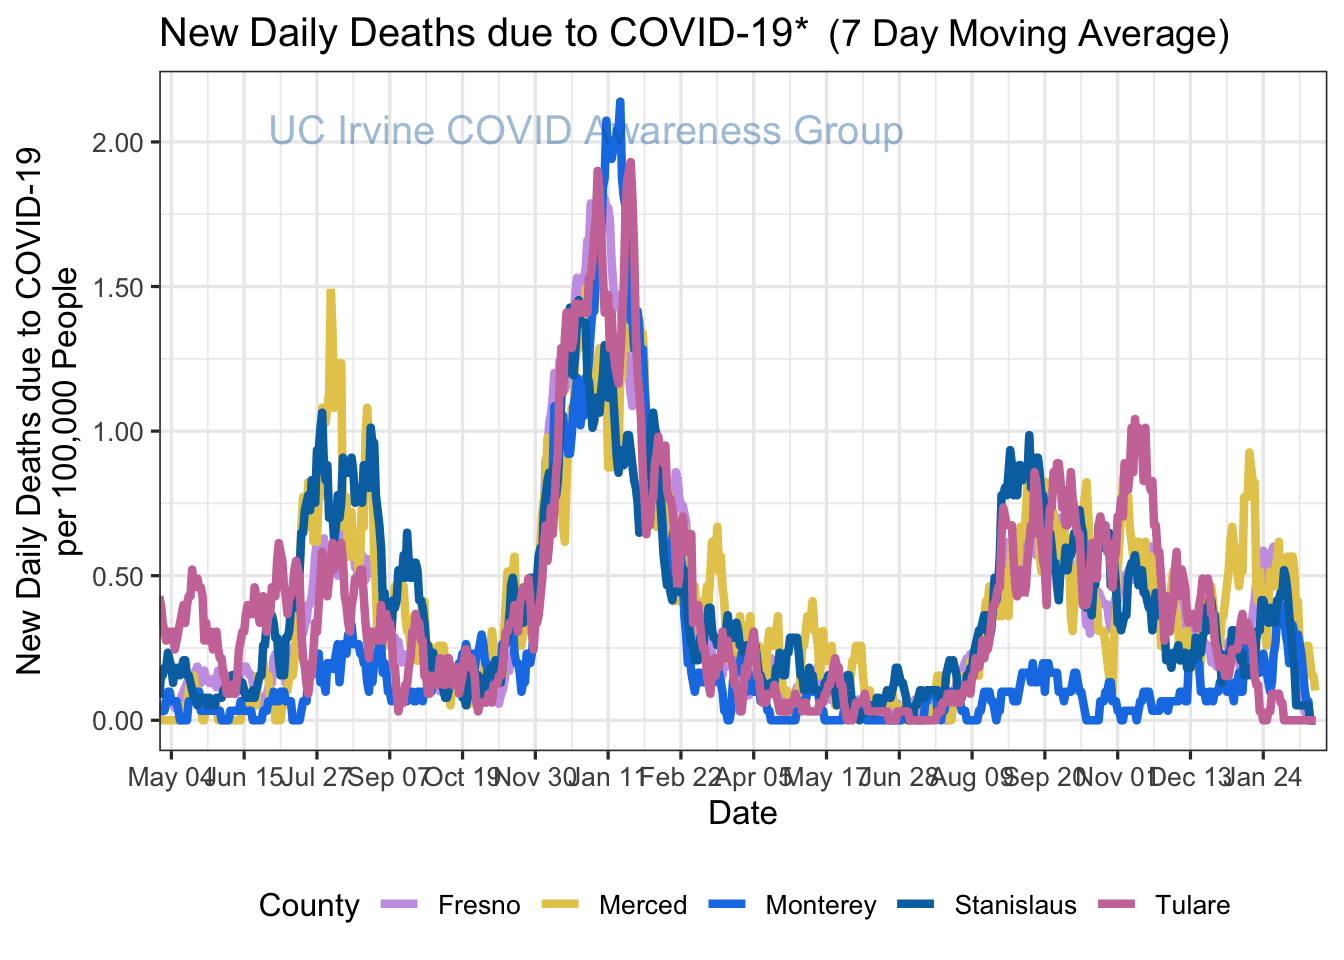 New Daily Deaths due to COVID-19* (7 Day Moving Average)
UC Irvine COVID Awareness Group
New Daily Deaths due to COVID-19
per 100,000 People
2.00
1.50
1.00
0.50
0.00
May 04 Jun 15 Jul 27 Sep 07 Oct 19 Nov 30 Jan 11 Feb 22 Apr 05 May 17 Jun 28 Aug 09 Sep 20 Nov 01 Dec 13 Jan 24
Date
County Fresno Merced Monterey Stanislaus Tulare